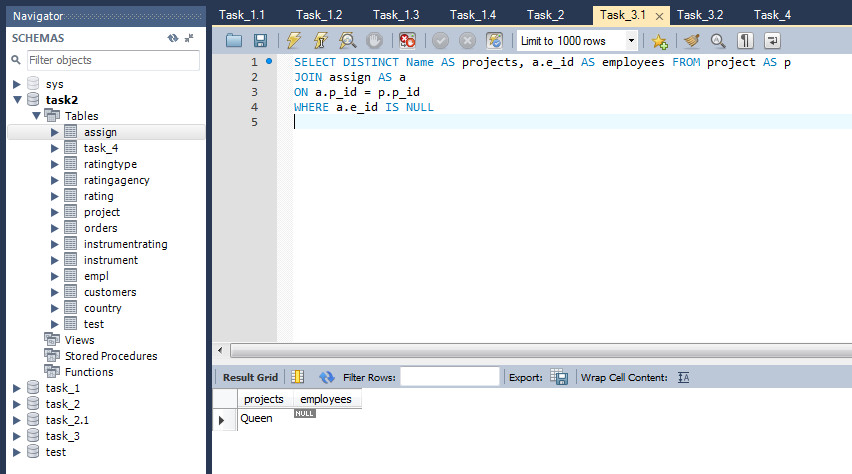 Navigator
SCHEMAS
Filter objects
sys
task2
Tables
assign
task_4
ratingtype
ratingagency
rating
project
orders
instrumentrating
instrument
empl
customers
country
test
Views
Stored Procedures
Functions
task_1
task_2
task_2.1
task_3
test
Task_1.1 Task_1.2 Task_1.3 Task_1.4 Task_2 Task_3.1 × Task_3.2 Task_4
Limit to 1000 rows
1 SELECT DISTINCT Name AS projects, a.e_id AS employees FROM project AS p
2 JOIN assign AS a
3 ON a.p_id = p.p_id
4 WHERE a.e_id IS NULL
5
Result Grid Filter Rows: Export: Wrap Cell Content:
projects employees
Queen NULL